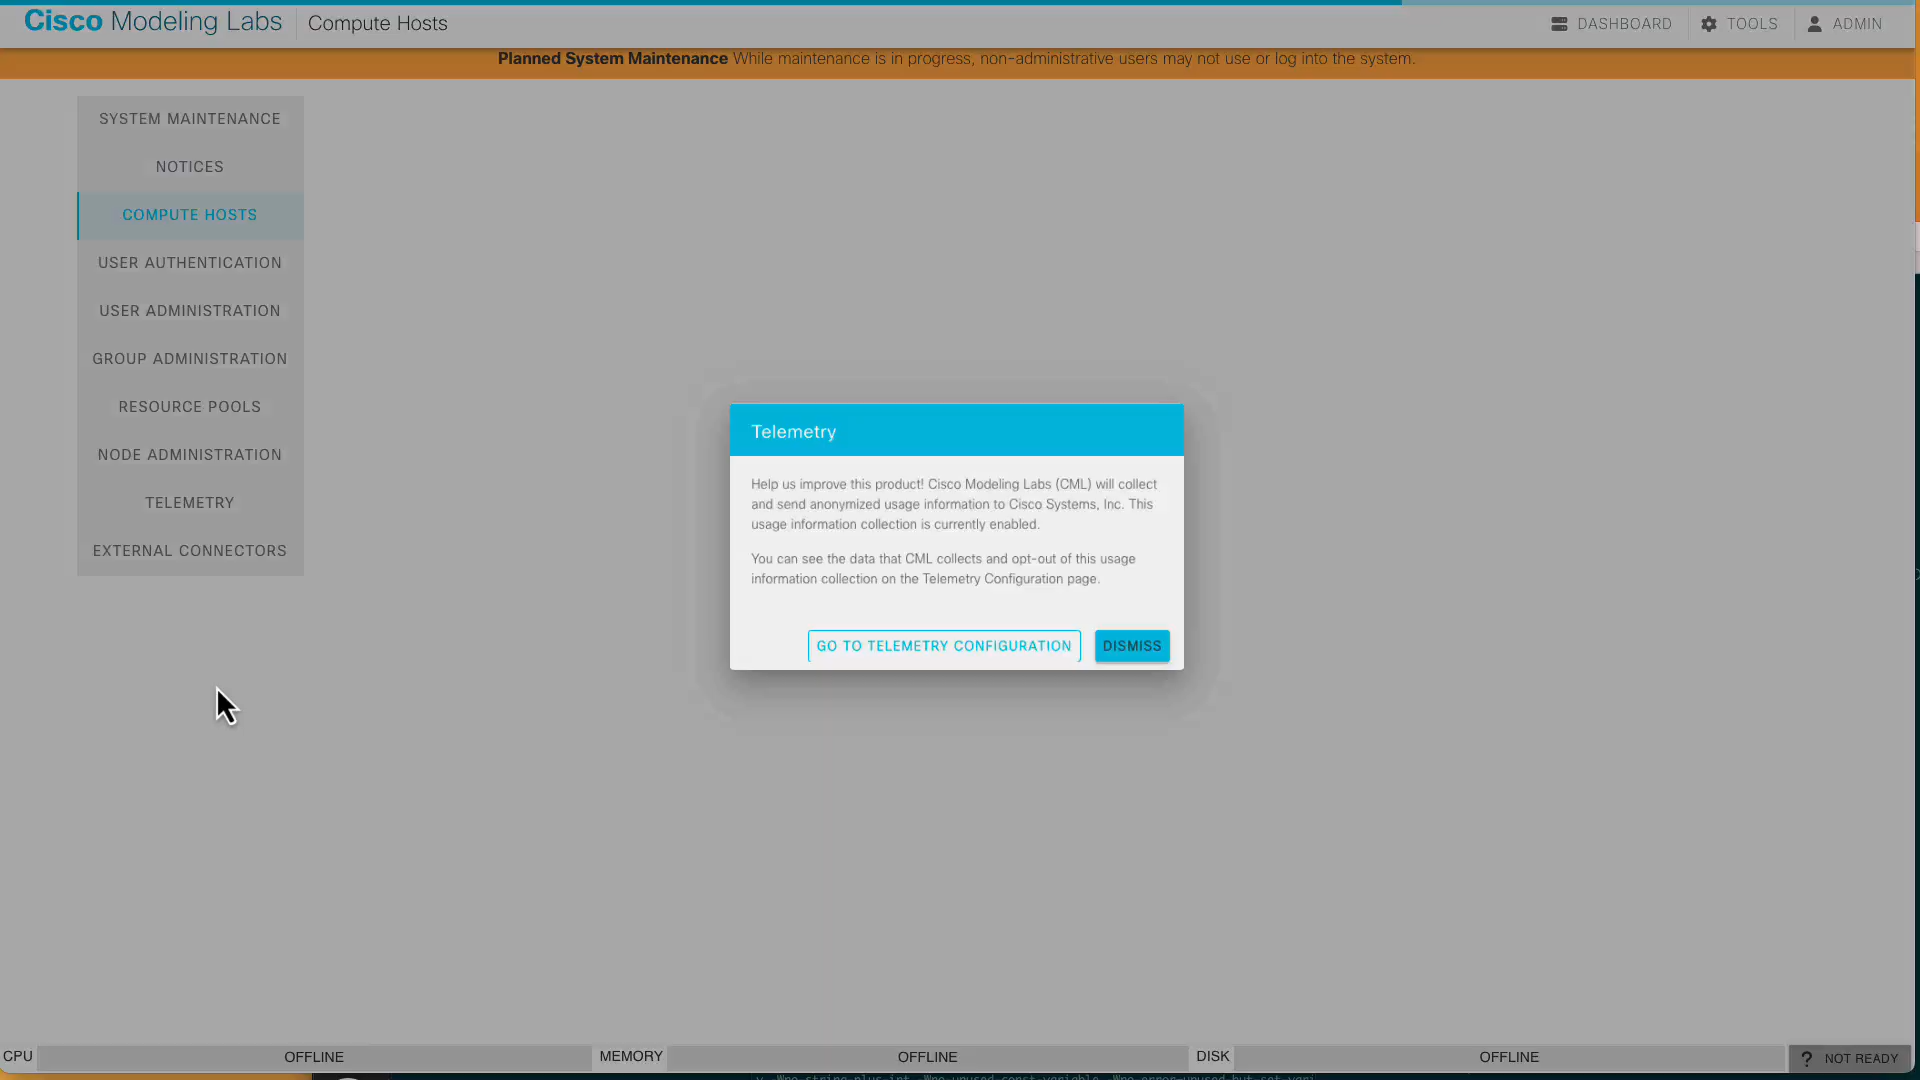 Cisco Modeling Labs
Compute Hosts
DASHBOARD
TOOLS
ADMIN
Planned System Maintenance While maintenance is in progress, non-administrative users may not use or log into the system.
SYSTEM MAINTENANCE
NOTICES
COMPUTE HOSTS
USER AUTHENTICATION
USER ADMINISTRATION
GROUP ADMINISTRATION
RESOURCE POOLS
NODE ADMINISTRATION
TELEMETRY
EXTERNAL CONNECTORS
Telemetry
Help us improve this product! Cisco Modeling Labs (CML) will collect
and send anonymized usage information to Cisco Systems, Inc. This
usage information collection is currently enabled.
You can see the data that CML collects and opt-out of this usage
information collection on the Telemetry Configuration page.
GO TO TELEMETRY CONFIGURATION
DISMISS
CPU
OFFLINE
MEMORY
OFFLINE
DISK
OFFLINE
? NOT READY